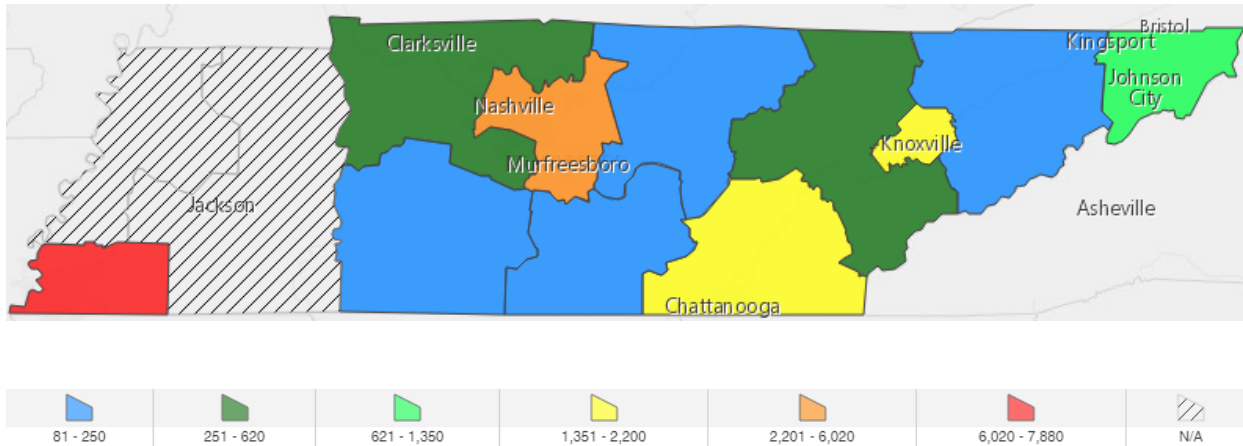 Bristol
Clarksville
Kingsport
Johnson
City
Nashville
Knoxville
Murfreesboro
Jackson
Asheville
Chattanooga
81 - 250
251 - 620
621 - 1,350
1,351 - 2,200
2,201 - 6,020
6,020 - 7,880
N/A